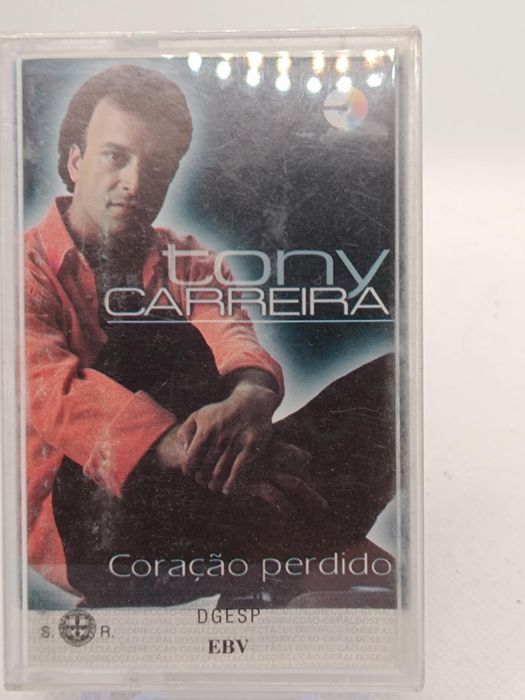 tony
CARREIRA
Coração perdido
DGESP
S. R.
EBV